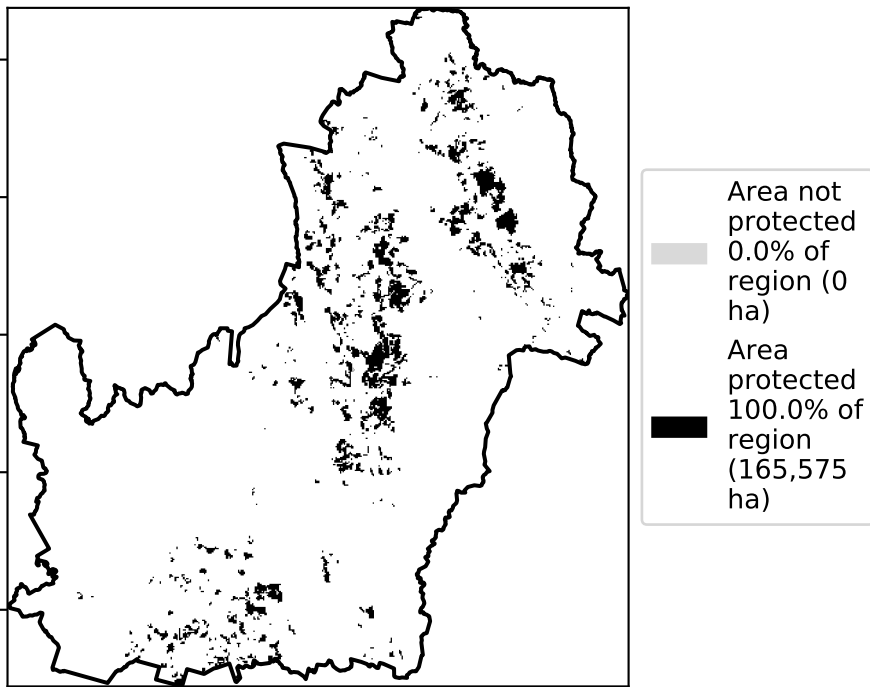 Area not
protected
0.0% of
region (0
ha)
Area
protected
100.0% of
region
(165,575
ha)